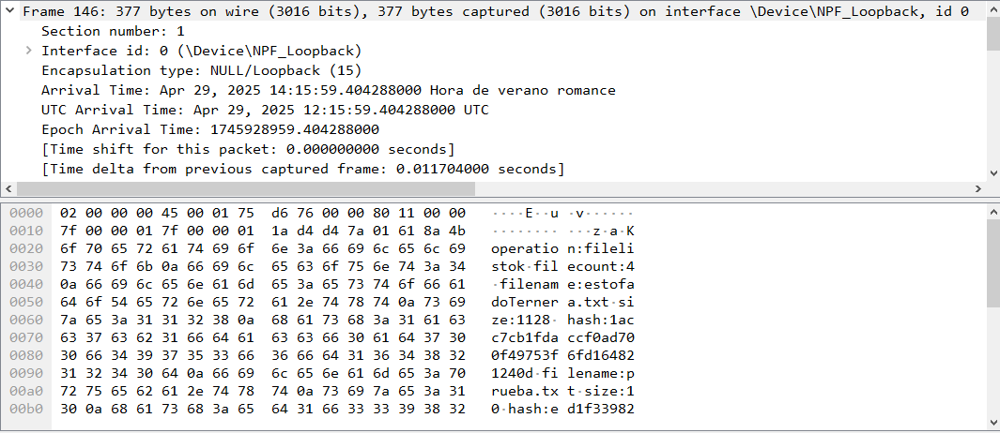 Frame 146: 377 bytes on wire (3016 bits), 377 bytes captured (3016 bits) on interface \Device\NPF_Loopback, id 0
Section number: 1
Interface id: 0 (\Device\NPF_Loopback)
Encapsulation type: NULL/Loopback (15)
Arrival Time: Apr 29, 2025 14:15:59.404288000 Hora de verano romance
UTC Arrival Time: Apr 29, 2025 12:15:59.404288000 UTC
Epoch Arrival Time: 1745928959.404288000
[Time shift for this packet: 0.000000000 seconds]
[Time delta from previous captured frame: 0.011704000 seconds]
0000 02 00 00 00 45 00 01 75 d6 76 00 00 80 11 00 00 ····E··u·v······
0010 7f 00 00 01 7f 00 00 01 1a d4 d4 7a 01 61 8a 4b ···········z·a·K
0020 6f 70 65 72 61 74 69 6f 6e 3a 66 69 6c 65 6c 69 operation:fileli
0030 73 74 6f 6b 0a 66 69 6c 65 63 6f 75 6e 74 3a 34 stok·filecount:4
0040 0a 66 69 6c 65 6e 61 6d 65 3a 65 73 74 6f 66 61 ·filename:estofa
0050 64 6f 54 65 72 6e 65 72 61 2e 74 78 74 0a 73 69 doTernera.txt·si
0060 7a 65 3a 31 31 32 38 0a 68 61 73 68 3a 31 61 63 ze:1128·hash:1ac
0070 63 37 63 62 31 66 64 61 63 63 66 30 61 64 37 30 c7cb1fdaccf0ad70
0080 30 66 34 39 37 35 33 66 36 66 64 31 36 34 38 32 0f49753f6fd16482
0090 31 32 34 30 64 0a 66 69 6c 65 6e 61 6d 65 3a 70 1240d·filename:p
00a0 72 75 65 62 61 2e 74 78 74 0a 73 69 7a 65 3a 31 rueba.txt·size:1
00b0 30 0a 68 61 73 68 3a 65 64 31 66 33 33 39 38 32 0·hash:ed1f33982